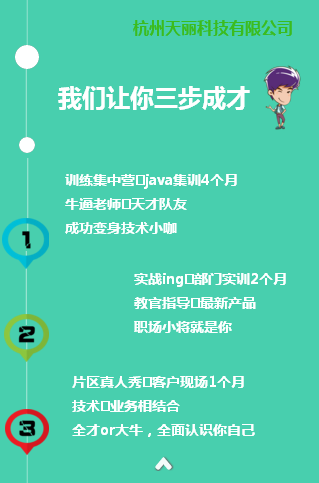 杭州天丽科技有限公司
我们让你三步成才
训练集中营□java集训4个月
牛逼老师□天才队友
成功变身技术小咖
1
实战ing□部门实训2个月
教官指导□最新产品
职场小将就是你
2
片区真人秀□客户现场1个月
技术□业务相结合
全才or大牛，全面认识你自己
3